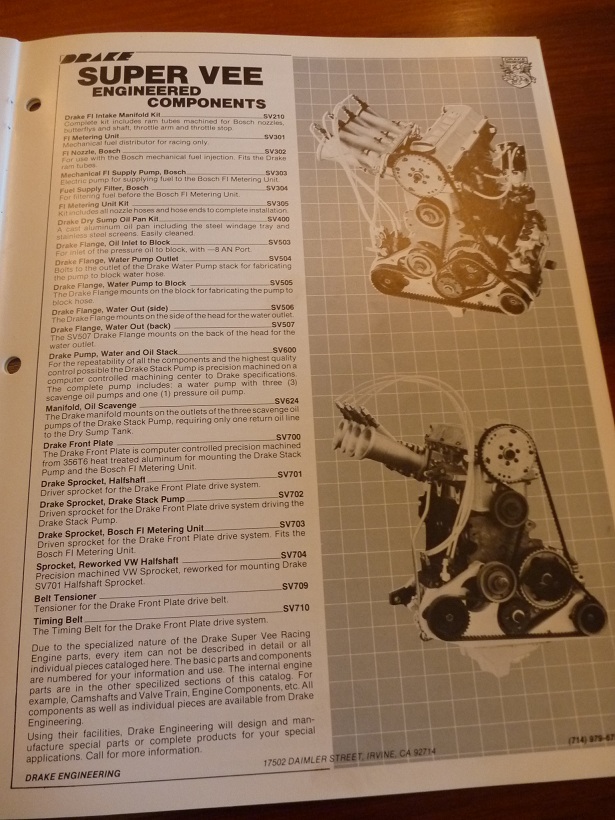 DRAKE
SUPER VEE
ENGINEERED
COMPONENTS
Drake FI Intake Manifold Kit SV210
Complete kit includes ram tubes machined for Bosch nozzles,
butterflys and shaft, throttle arm and throttle stop.
FI Metering Unit SV301
Mechanical fuel distributor for racing only.
FI Nozzle, Bosch SV302
For use with the Bosch mechanical fuel injection. Fits the Drake
ram tubes.
Mechanical FI Supply Pump, Bosch SV303
Electric pump for supplying fuel to the Bosch FI Metering Unit.
Fuel Supply Filter, Bosch SV304
For filtering fuel before the Bosch FI Metering Unit.
FI Metering Unit Kit SV305
Kit includes all nozzle hoses and hose ends to complete installation.
Drake Dry Sump Oil Pan Kit SV400
A cast aluminum oil pan including the steel windage tray and
stainless steel screens. Easily cleaned.
Drake Flange, Oil Inlet to Block SV503
For inlet of the pressure oil to block, with —8 AN Port.
Drake Flange, Water Pump Outlet SV504
Bolts to the outlet of the Drake Water Pump stack for fabricating
the pump to block water hose.
Drake Flange, Water Pump to Block SV505
The Drake Flange mounts on the block for fabricating the pump to
block hose.
Drake Flange, Water Out (side) SV506
The Drake Flange mounts on the side of the head for the water outlet.
Drake Flange, Water Out (back) SV507
The SV507 Drake Flange mounts on the back of the head for the
water outlet.
Drake Pump, Water and Oil Stack SV600
For the repeatability of all the components and the highest quality
control possible the Drake Stack Pump is precision machined on a
computer controlled machining center to Drake specifications.
The complete pump includes: a water pump with three (3)
scavenge oil pumps and one (1) pressure oil pump.
Manifold, Oil Scavenge SV624
The Drake manifold mounts on the outlets of the three scavenge oil
pumps of the Drake Stack Pump, requiring only one return oil line
to the Dry Sump Tank.
Drake Front Plate SV700
The Drake Front Plate is computer controlled precision machined
from 356T6 heat treated aluminum for mounting the Drake Stack
Pump and the Bosch FI Metering Unit.
Drake Sprocket, Halfshaft SV701
Driver sprocket for the Drake Front Plate drive system.
Drake Sprocket, Drake Stack Pump SV702
Driven sprocket for the Drake Front Plate drive system driving the
Drake Stack Pump.
Drake Sprocket, Bosch FI Metering Unit SV703
Driven sprocket for the Drake Front Plate drive system. Fits the
Bosch FI Metering Unit.
Sprocket, Reworked VW Halfshaft SV704
Precision machined VW Sprocket, reworked for mounting Drake
SV701 Halfshaft Sprocket.
Belt Tensioner SV709
Tensioner for the Drake Front Plate drive belt.
Timing Belt SV710
The Timing Belt for the Drake Front Plate drive system.
Due to the specialized nature of the Drake Super Vee Racing
Engine parts, every item can not be described in detail or all
individual pieces cataloged here. The basic parts and components
are numbered for your information and use. The internal engine
parts are in the other specilized sections of this catalog. For
example, Camshafts and Valve Train, Engine Components, etc. All
components as well as individual pieces are available from Drake
Engineering.
Using their facilities, Drake Engineering will design and man-
ufacture special parts or complete products for your special
applications. Call for more information.
DRAKE ENGINEERING
17502 DAIMLER STREET, IRVINE, CA 92714
(714)